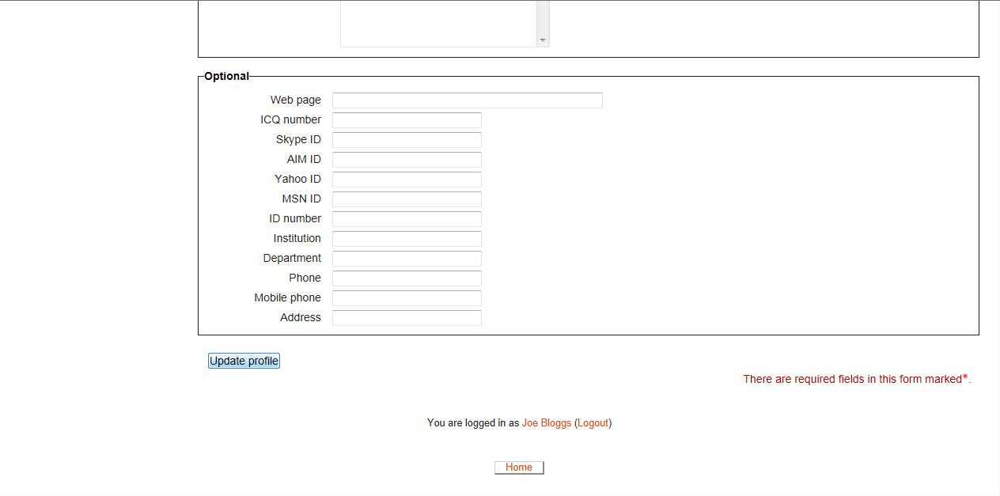 Optional
Web page
ICQ number
Skype ID
AIM ID
Yahoo ID
MSN ID
ID number
Institution
Department
Phone
Mobile phone
Address
Update profile
There are required fields in this form marked*.
You are logged in as Joe Bloggs (Logout)
Home